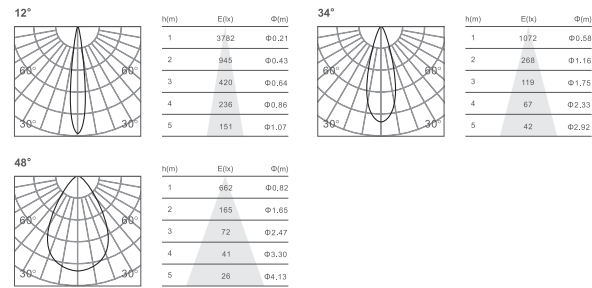 12°
60° 60°
30° 30°
h(m) E(lx) Φ(m)
1 3782 Φ0.21
2 945 Φ0.43
3 420 Φ0.64
4 236 Φ0.86
5 151 Φ1.07
34°
60° 60°
30° 30°
h(m) E(lx) Φ(m)
1 1072 Φ0.58
2 268 Φ1.16
3 119 Φ1.75
4 67 Φ2.33
5 42 Φ2.92
48°
60° 60°
30° 30°
h(m) E(lx) Φ(m)
1 662 Φ0.82
2 165 Φ1.65
3 72 Φ2.47
4 41 Φ3.30
5 26 Φ4.13